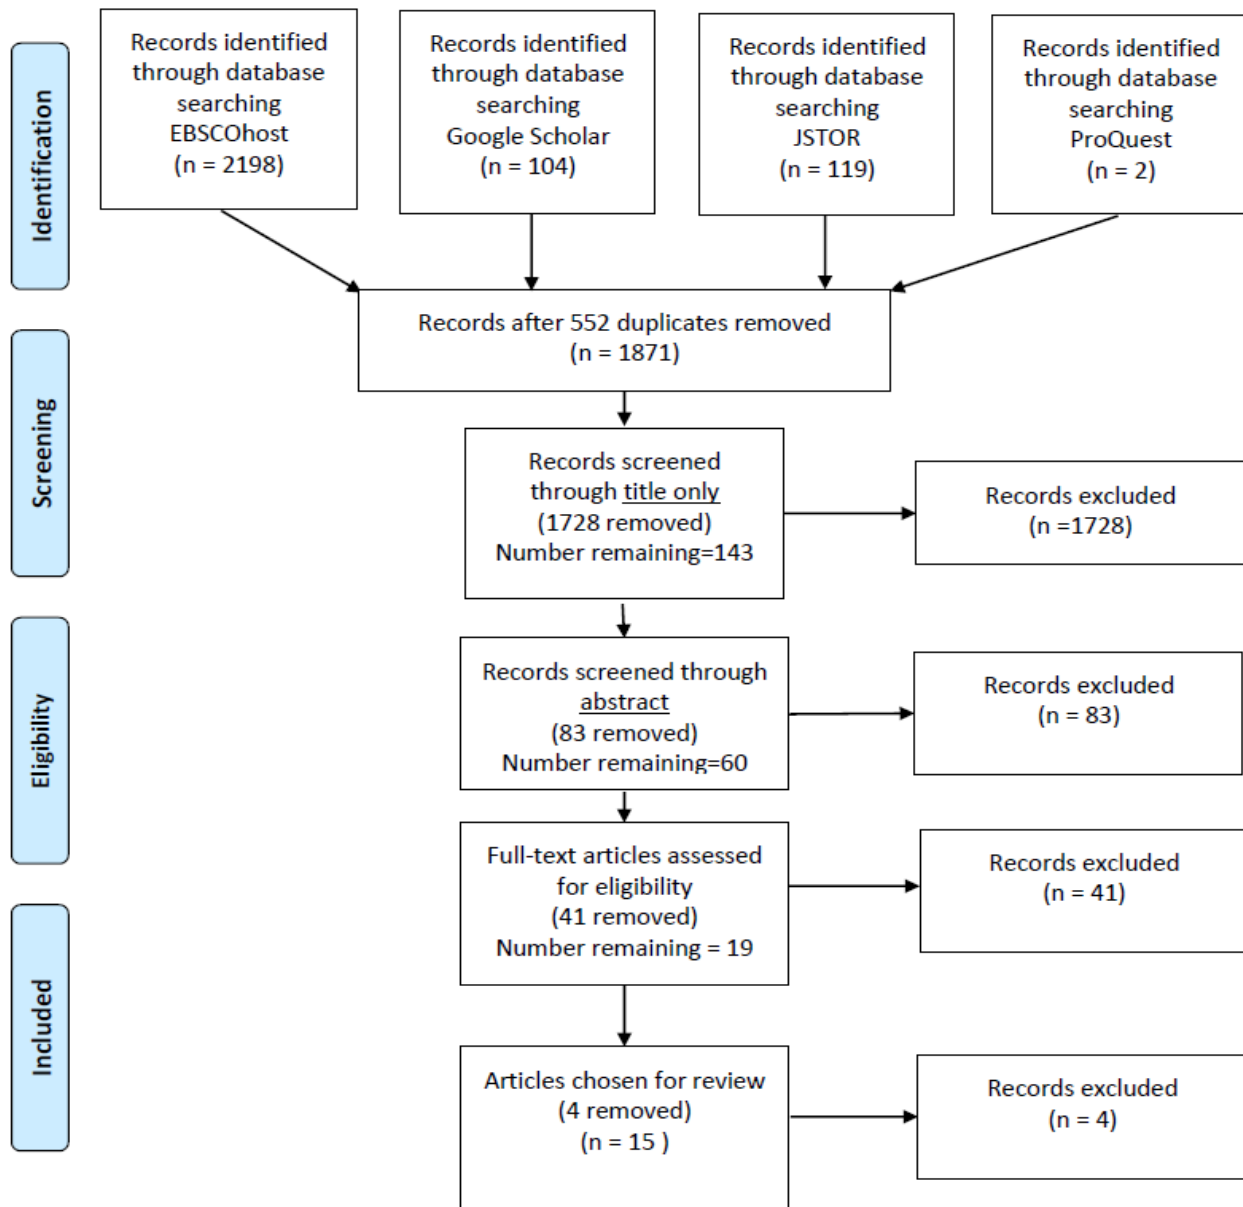 Identification
Records identified
through database
searching
EBSCOhost
(n = 2198)
Records identified
through database
searching
Google Scholar
(n = 104)
Records identified
through database
searching
JSTOR
(n = 119)
Records identified
through database
searching
ProQuest
(n = 2)
Records after 552 duplicates removed
(n = 1871)
Screening
Records screened
through title only
(1728 removed)
Number remaining=143
Records excluded
(n =1728)
Eligibility
Records screened through
abstract
(83 removed)
Number remaining=60
Records excluded
(n = 83)
Full-text articles assessed
for eligibility
(41 removed)
Number remaining = 19
Records excluded
(n = 41)
Included
Articles chosen for review
(4 removed)
(n = 15 )
Records excluded
(n = 4)